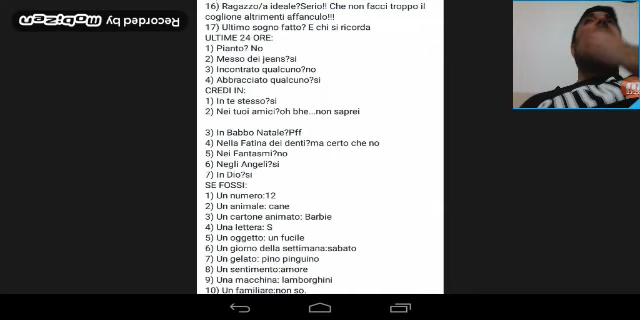 Recorded by mobizen
16) Ragazzo/a ideale?Serio!! Che non facci troppo il
coglione altrimenti affanculo!!!
17) Ultimo sogno fatto? E chi si ricorda
ULTIME 24 ORE:
1) Pianto? No
2) Messo dei jeans?si
3) Incontrato qualcuno?no
4) Abbracciato qualcuno?si
CREDI IN:
1) In te stesso?si
2) Nei tuoi amici?oh bhe...non saprei
3) In Babbo Natale?Pff
4) Nella Fatina dei denti?ma certo che no
5) Nei Fantasmi?no
6) Negli Angeli?si
7) In Dio?si
SE FOSSI:
1) Un numero:12
2) Un animale: cane
3) Un cartone animato: Barbie
4) Una lettera: S
5) Un oggetto: un fucile
6) Un giorno della settimana:sabato
7) Un gelato: pino pinguino
8) Un sentimento:amore
9) Una macchina: lamborghini
10) Un familiare:non so.